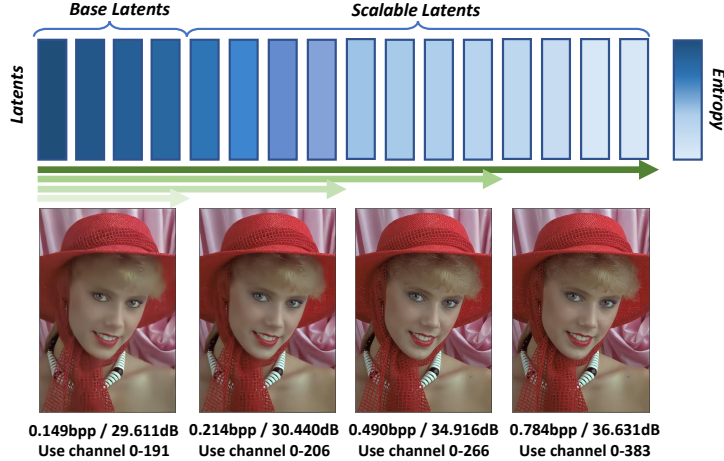 Base Latents
Scalable Latents
Latents
Entropy
0.149bpp / 29.611dB
Use channel 0-191
0.214bpp / 30.440dB
Use channel 0-206
0.490bpp / 34.916dB
Use channel 0-266
0.784bpp / 36.631dB
Use channel 0-383